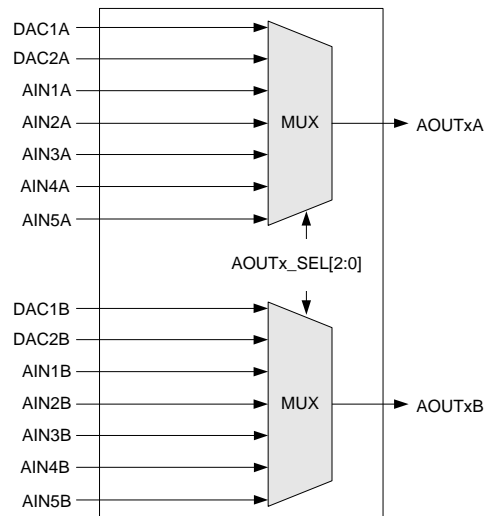 DAC1A
DAC2A
AIN1A
AIN2A
MUX
AOUTxA
AIN3A
AIN4A
AIN5A
AOUTx_SEL[2:0]
DAC1B
DAC2B
AIN1B
AIN2B
MUX
AOUTxB
AIN3B
AIN4B
AIN5B